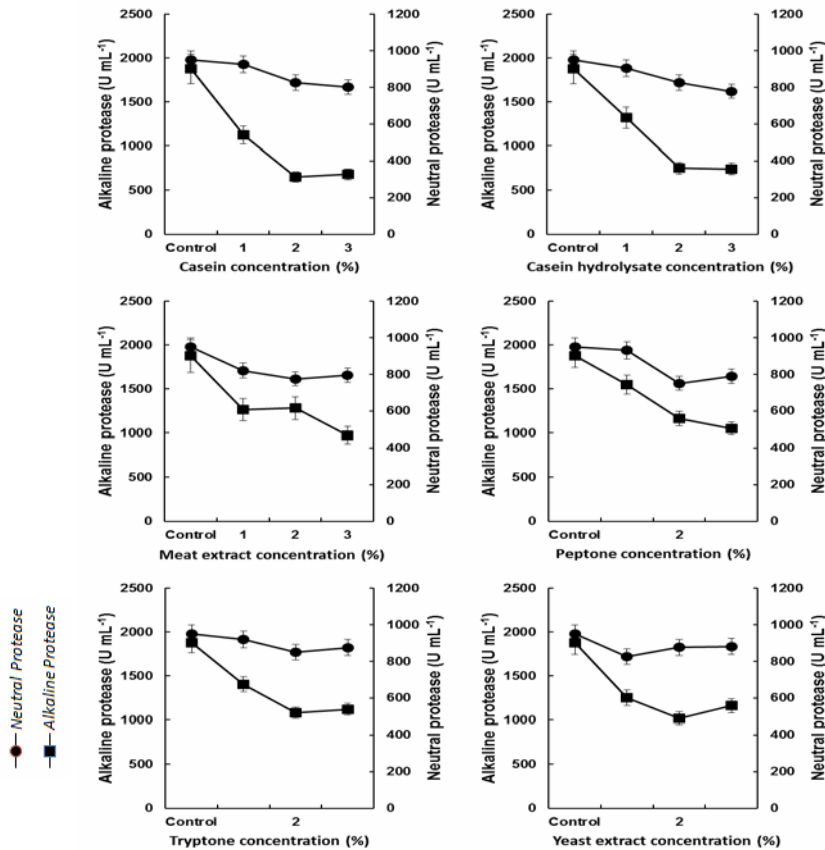 2500 1200
2000 1000
1500 800
1000 600
500 400
0 200
0
Alkaline protease (U mL⁻¹)
Neutral protease (U mL⁻¹)
Control 1 2 3
Casein concentration (%)
2500 1200
2000 1000
1500 800
1000 600
500 400
0 200
0
Alkaline protease (U mL⁻¹)
Neutral protease (U mL⁻¹)
Control 1 2 3
Casein hydrolysate concentration (%)
2500 1200
2000 1000
1500 800
1000 600
500 400
0 200
0
Alkaline protease (U mL⁻¹)
Neutral protease (U mL⁻¹)
Control 1 2 3
Meat extract concentration (%)
2500 1200
2000 1000
1500 800
1000 600
500 400
0 200
0
Alkaline protease (U mL⁻¹)
Neutral protease (U mL⁻¹)
Control 2
Peptone concentration (%)
Neutral Protease
Alkaline Protease
2500 1200
2000 1000
1500 800
1000 600
500 400
0 200
0
Alkaline protease (U mL⁻¹)
Neutral protease (U mL⁻¹)
Control 2
Tryptone concentration (%)
2500 1200
2000 1000
1500 800
1000 600
500 400
0 200
0
Alkaline protease (U mL⁻¹)
Neutral protease (U mL⁻¹)
Control 2
Yeast extract concentration (%)